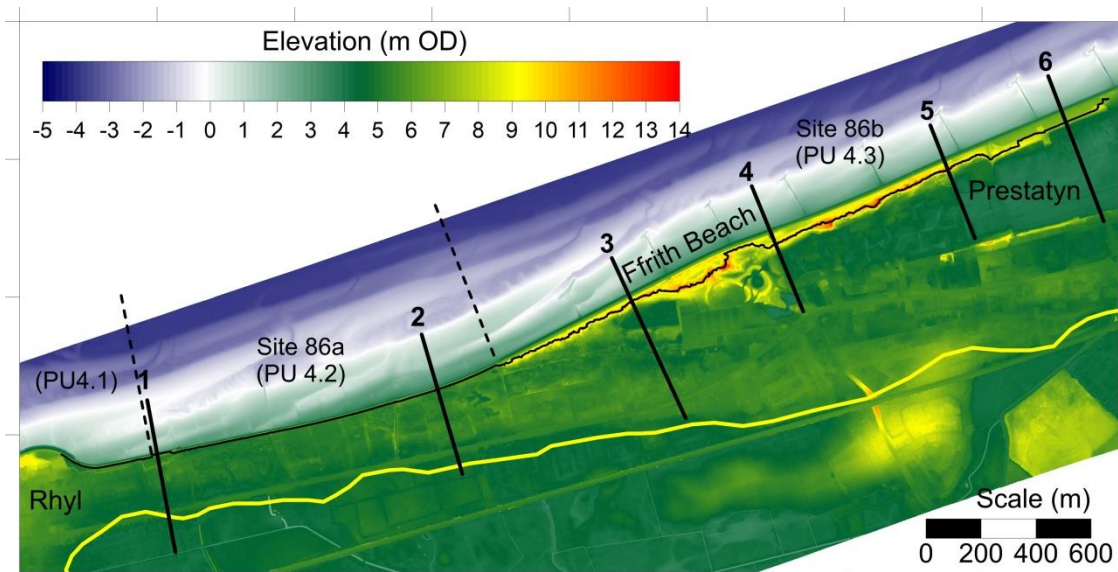 Elevation (m OD)
-5 -4 -3 -2 -1 0 1 2 3 4 5 6 7 8 9 10 11 12 13 14
6
5
Site 86b
(PU 4.3)
4
Prestatyn
Ffrith Beach
3
2
Site 86a
(PU 4.2)
(PU4.1)
1
Rhyl
Scale (m)
0 200 400 600